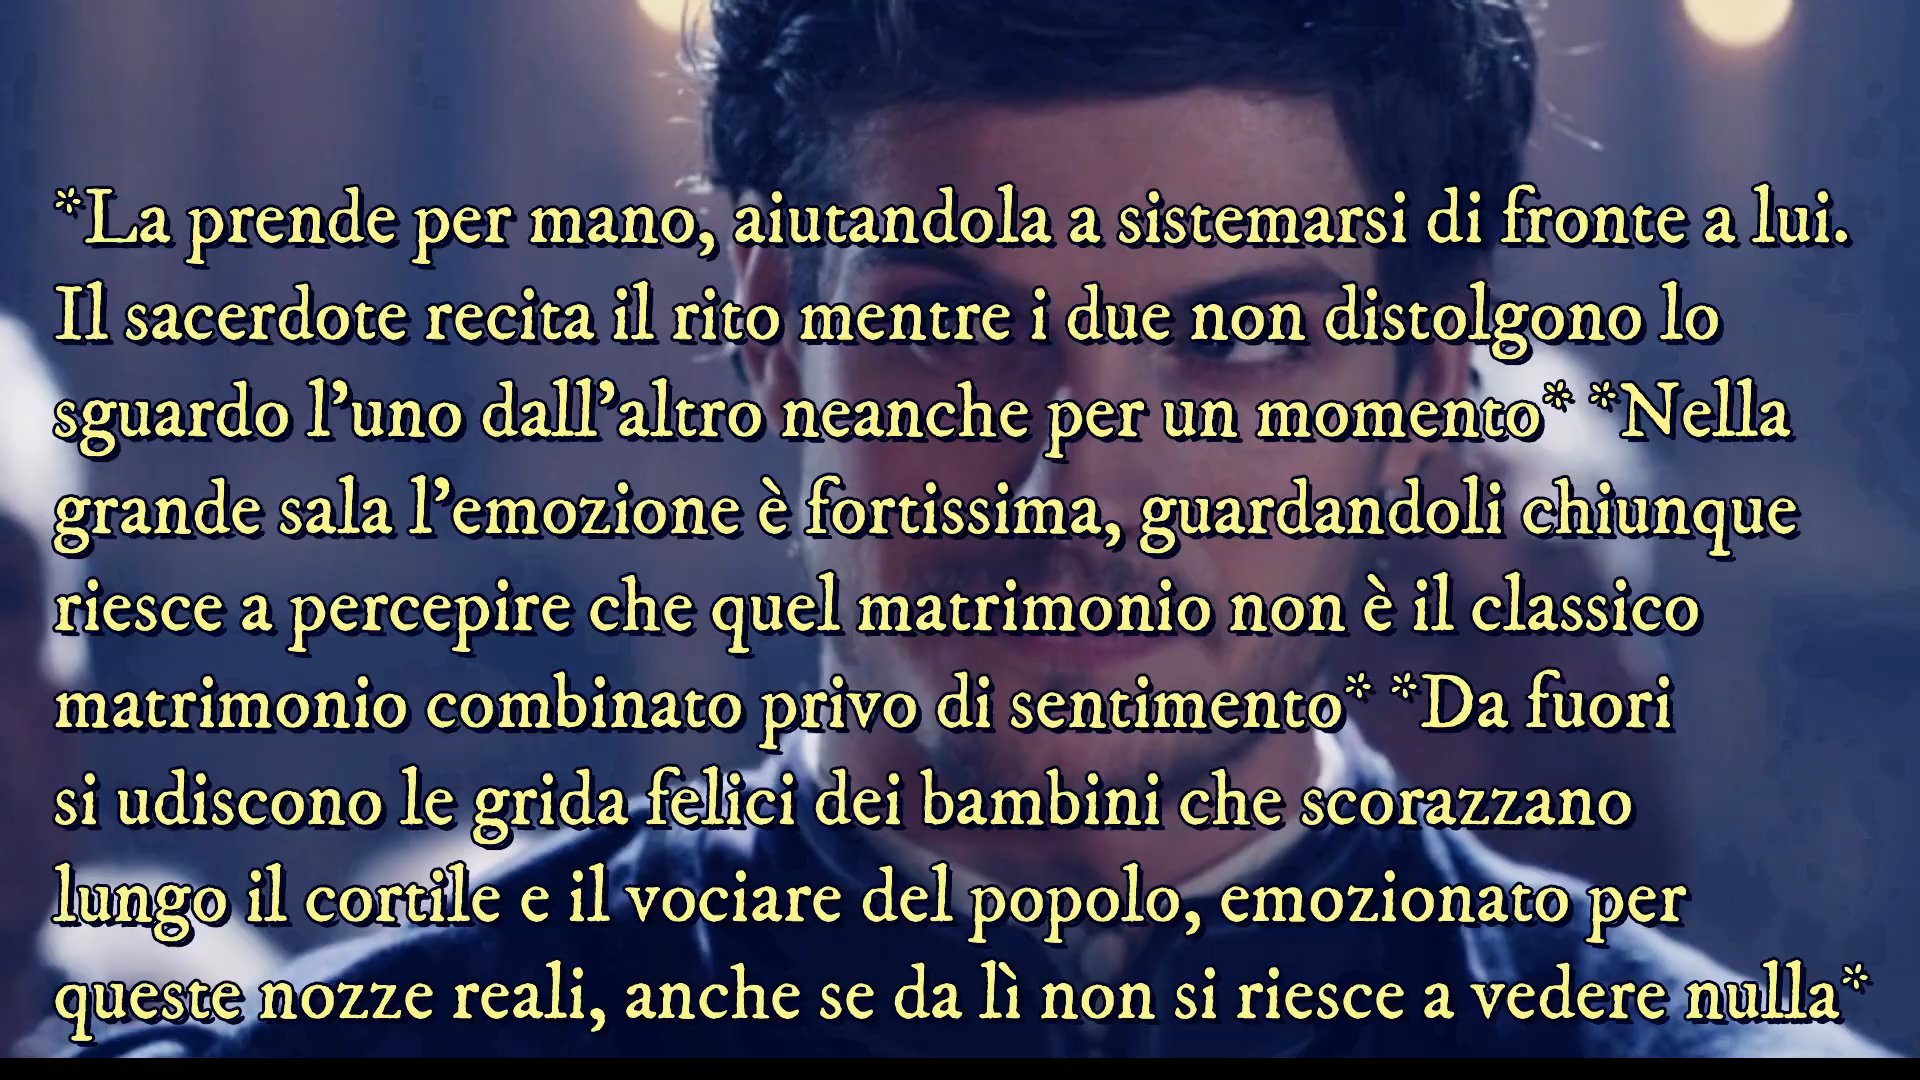 *La prende per mano, aiutandola a sistemarsi di fronte a lui.
Il sacerdote recita il rito mentre i due non distolgono lo
sguardo l’uno dall’altro neanche per un momento* *Nella
grande sala l’emozione è fortissima, guardandoli chiunque
riesce a percepire che quel matrimonio non è il classico
matrimonio combinato privo di sentimento* *Da fuori
si udiscono le grida felici dei bambini che scorazzano
lungo il cortile e il vociare del popolo, emozionato per
queste nozze reali, anche se da lì non si riesce a vedere nulla*